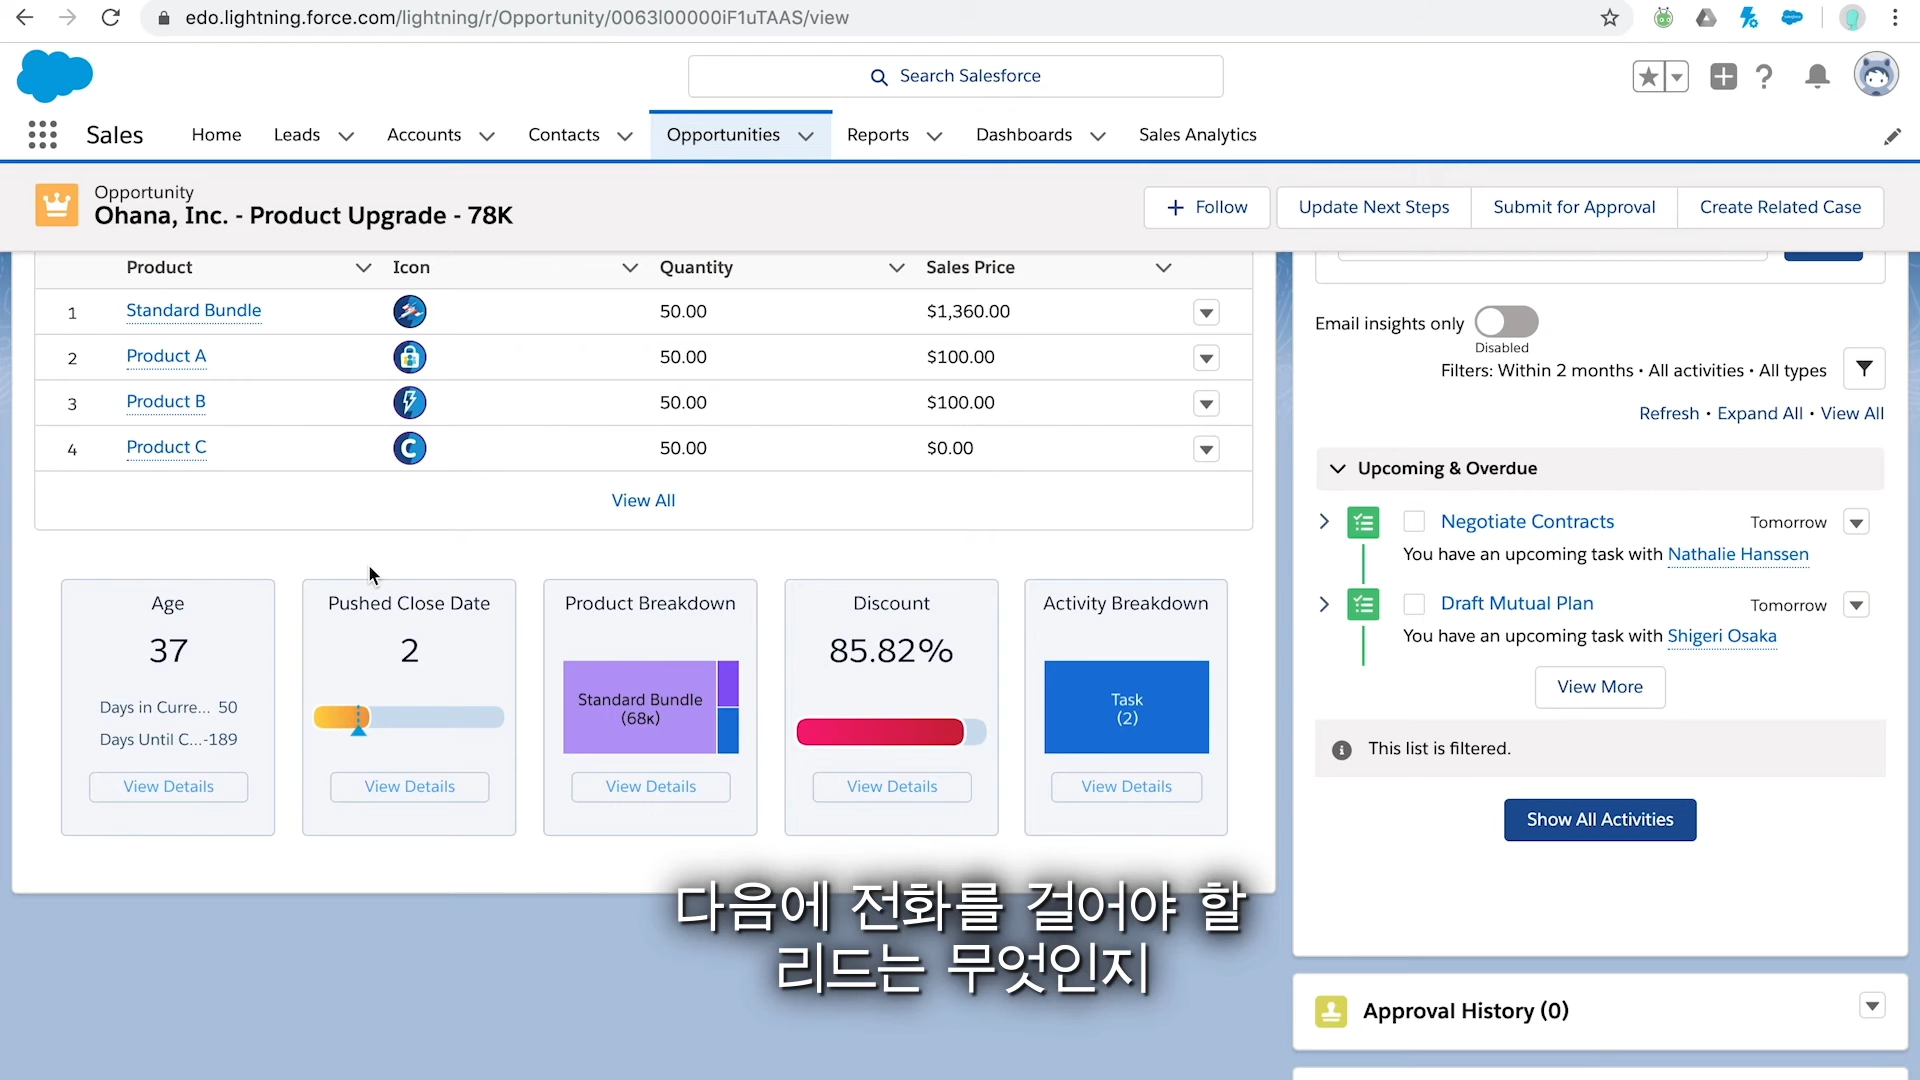 edo.lightning.force.com/lightning/r/Opportunity/0063I00000iF1uTAAS/view
Search Salesforce
Sales Home Leads Accounts Contacts Opportunities Reports Dashboards Sales Analytics
Opportunity
Ohana, Inc. - Product Upgrade - 78K
+ Follow Update Next Steps Submit for Approval Create Related Case
Product Icon Quantity Sales Price
1 Standard Bundle 50.00 $1,360.00
2 Product A 50.00 $100.00
3 Product B 50.00 $100.00
4 Product C C 50.00 $0.00
View All
Age
37
Days in Curre... 50
Days Until C...-189
View Details
Pushed Close Date
2
View Details
Product Breakdown
Standard Bundle
(68K)
View Details
Discount
85.82%
View Details
Activity Breakdown
Task
(2)
View Details
Email insights only
Disabled
Filters: Within 2 months • All activities • All types
Refresh • Expand All • View All
Upcoming & Overdue
Negotiate Contracts Tomorrow
You have an upcoming task with Nathalie Hanssen
Draft Mutual Plan Tomorrow
You have an upcoming task with Shigeri Osaka
View More
This list is filtered.
Show All Activities
Approval History (0)
다음에 전화를 걸어야 할
리드는 무엇인지